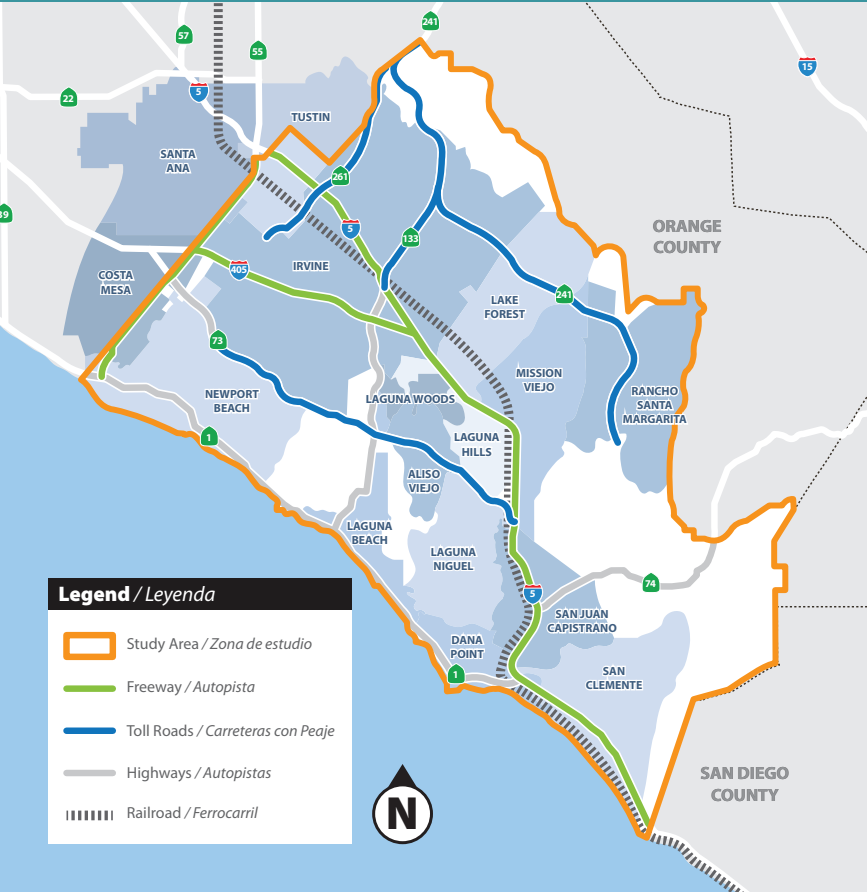 241
57
55
15
5
22
TUSTIN
SANTA
ANA
261
39
5
133
ORANGE
COUNTY
IRVINE
405
COSTA
MESA
LAKE
FOREST
241
73
MISSION
VIEJO
RANCHO
SANTA
MARGARITA
NEWPORT
BEACH
LAGUNA WOODS
1
LAGUNA
HILLS
ALISO
VIEJO
LAGUNA
BEACH
LAGUNA
NIGUEL
74
5
SAN JUAN
CAPISTRANO
DANA
POINT
1
SAN
CLEMENTE
SAN DIEGO
COUNTY
Legend / Leyenda
Study Area / Zona de estudio
Freeway / Autopista
Toll Roads / Carreteras con Peaje
Highways / Autopistas
Railroad / Ferrocarril
N